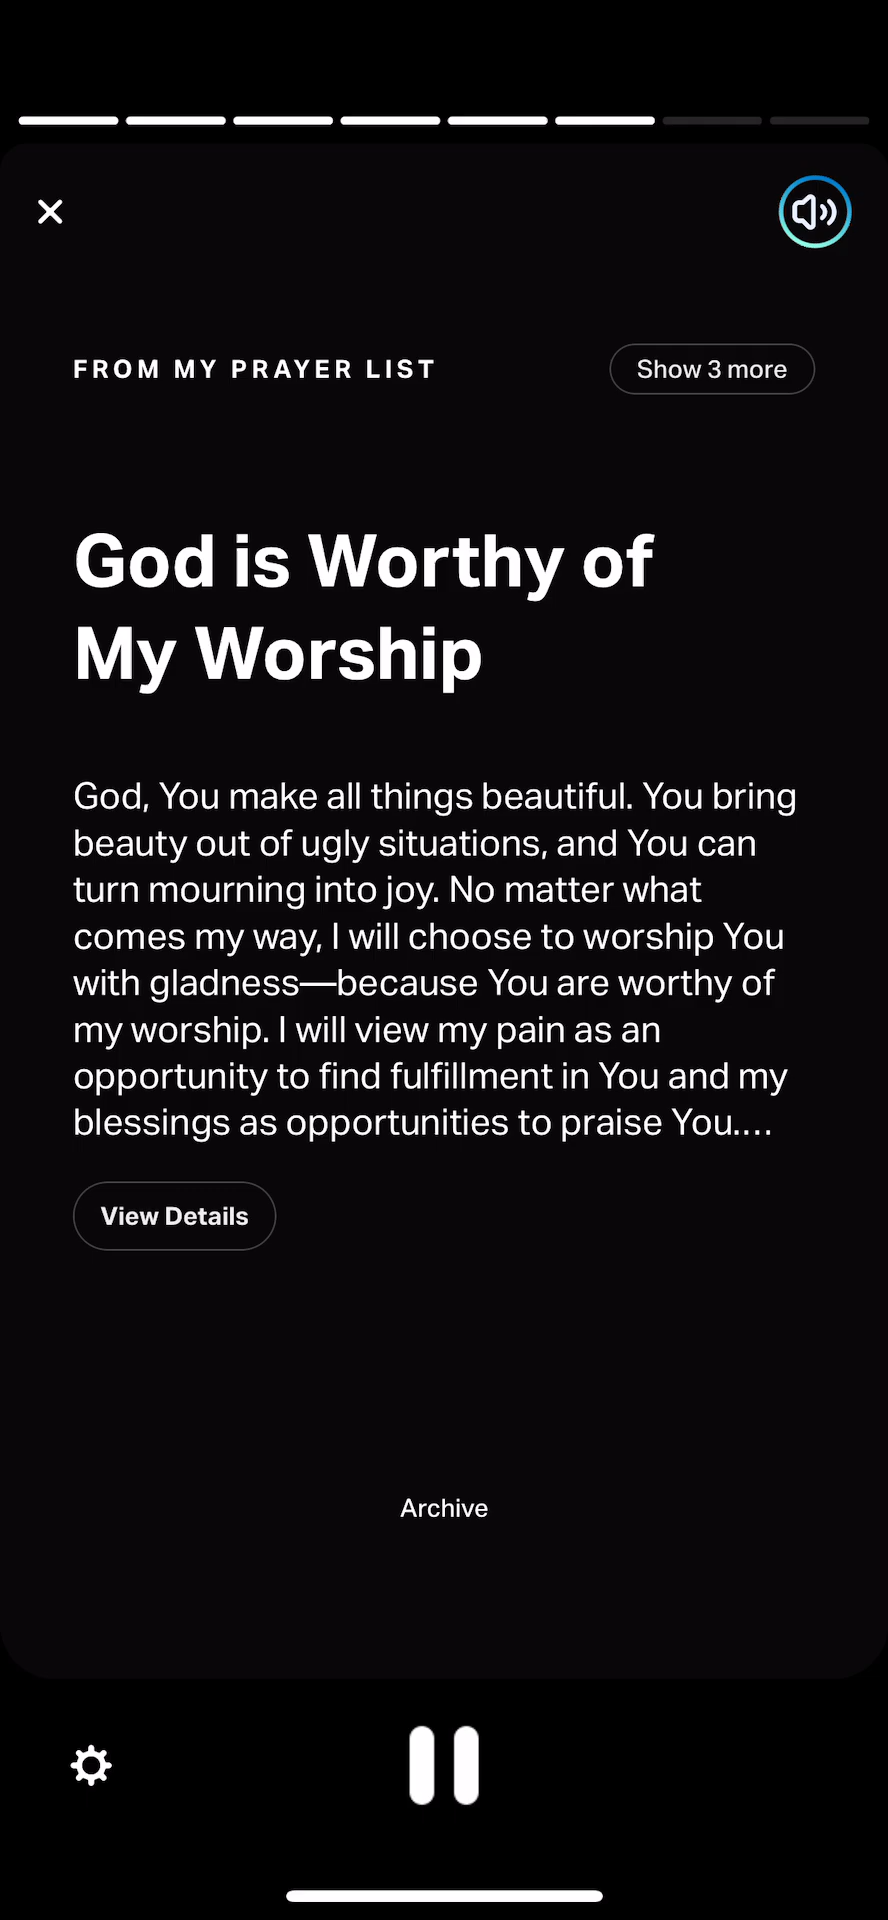 FROM MY PRAYER LIST
Show 3 more
God is Worthy of
My Worship
God, You make all things beautiful. You bring
beauty out of ugly situations, and You can
turn mourning into joy. No matter what
comes my way, I will choose to worship You
with gladness—because You are worthy of
my worship. I will view my pain as an
opportunity to find fulfillment in You and my
blessings as opportunities to praise You....
View Details
Archive